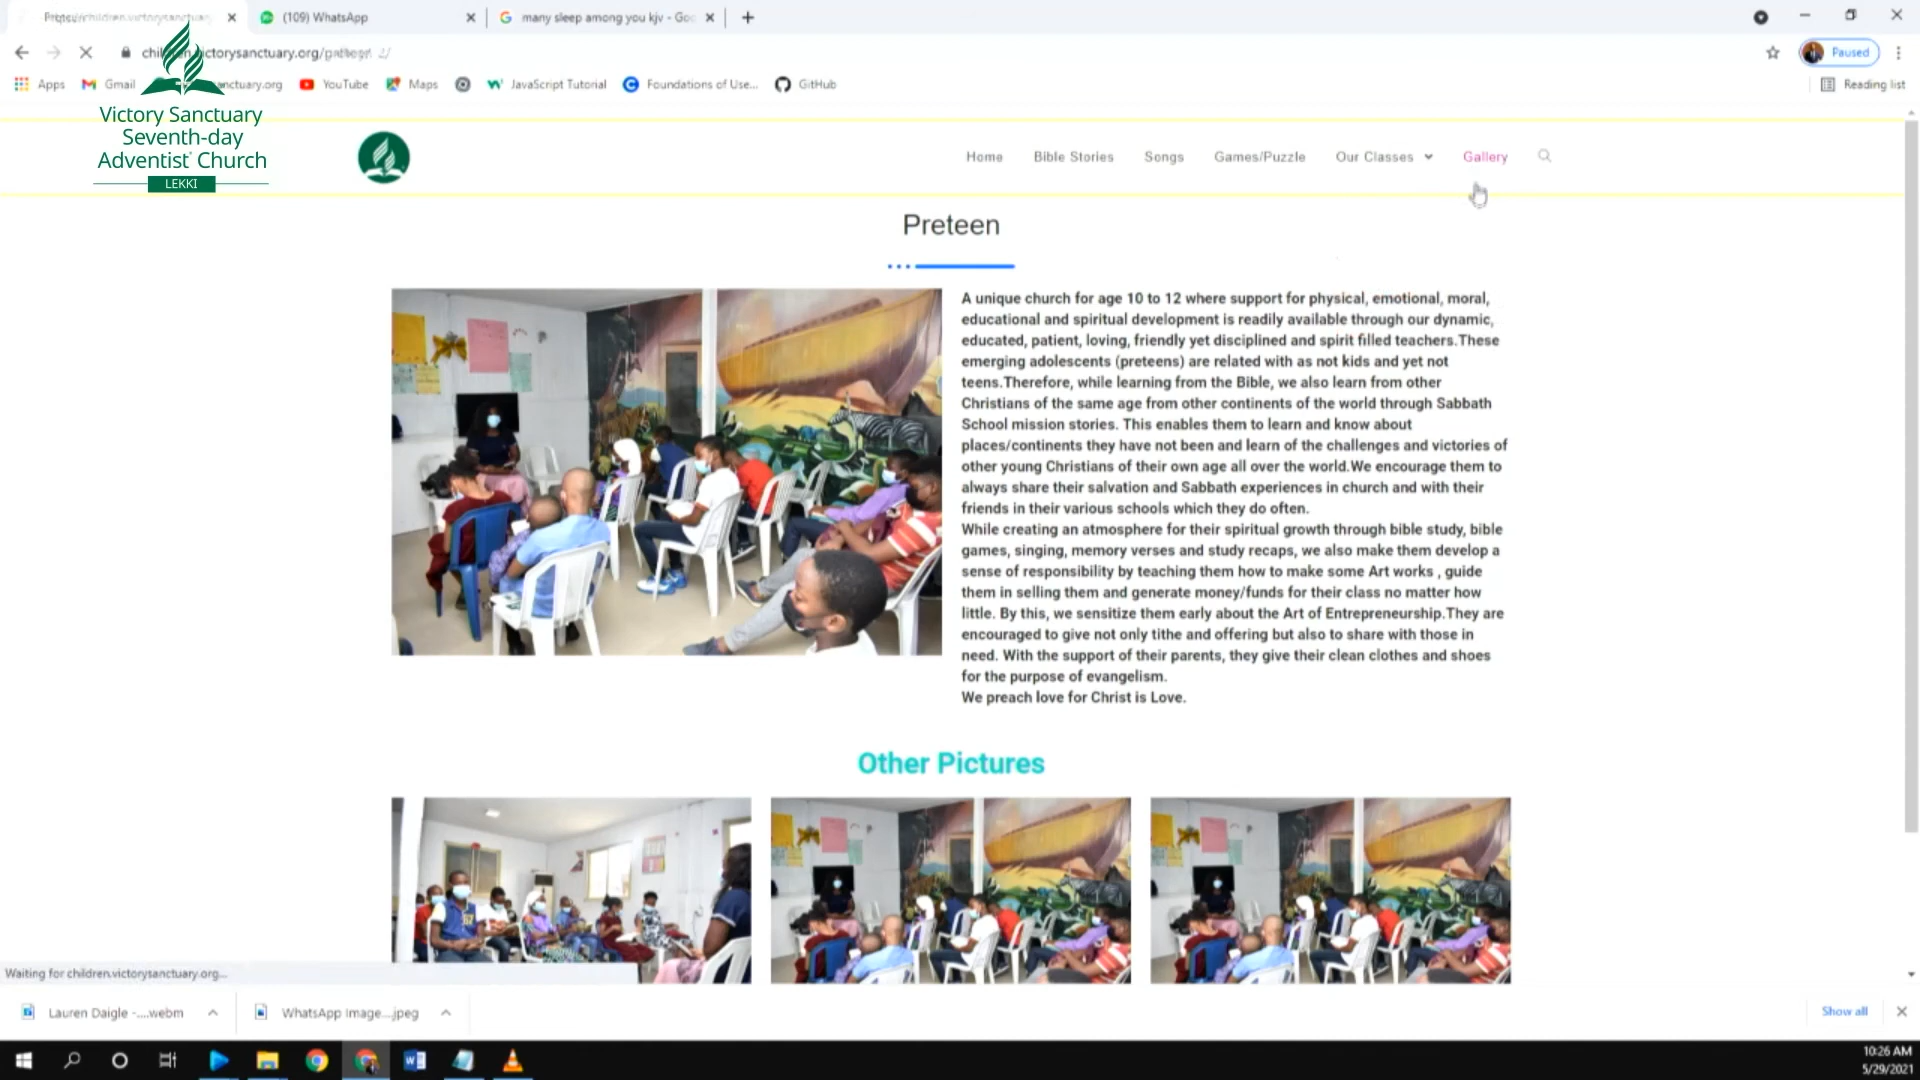 (109) WhatsApp
many sleep among you kjv - Goo
Paused
Apps
Gmail
YouTube
Maps
JavaScript Tutorial
Foundations of Use...
GitHub
Reading list
Victory Sanctuary
Seventh-day
Adventist Church
LEKKI
Home
Bible Stories
Songs
Games/Puzzle
Our Classes
Gallery
Preteen
A unique church for age 10 to 12 where support for physical, emotional, moral,
educational and spiritual development is readily available through our dynamic,
educated, patient, loving, friendly yet disciplined and spirit filled teachers.These
emerging adolescents (preteens) are related with as not kids and yet not
teens.Therefore, while learning from the Bible, we also learn from other
Christians of the same age from other continents of the world through Sabbath
School mission stories. This enables them to learn and know about
places/continents they have not been and learn of the challenges and victories of
other young Christians of their own age all over the world.We encourage them to
always share their salvation and Sabbath experiences in church and with their
friends in their various schools which they do often.
While creating an atmosphere for their spiritual growth through bible study, bible
games, singing, memory verses and study recaps, we also make them develop a
sense of responsibility by teaching them how to make some Art works , guide
them in selling them and generate money/funds for their class no matter how
little. By this, we sensitize them early about the Art of Entrepreneurship.They are
encouraged to give not only tithe and offering but also to share with those in
need. With the support of their parents, they give their clean clothes and shoes
for the purpose of evangelism.
We preach love for Christ is Love.
Other Pictures
Waiting for children.victorysanctuary.org...
Lauren Daigle -....webm
WhatsApp Image....jpeg
Show all
10:26 AM
5/29/2021